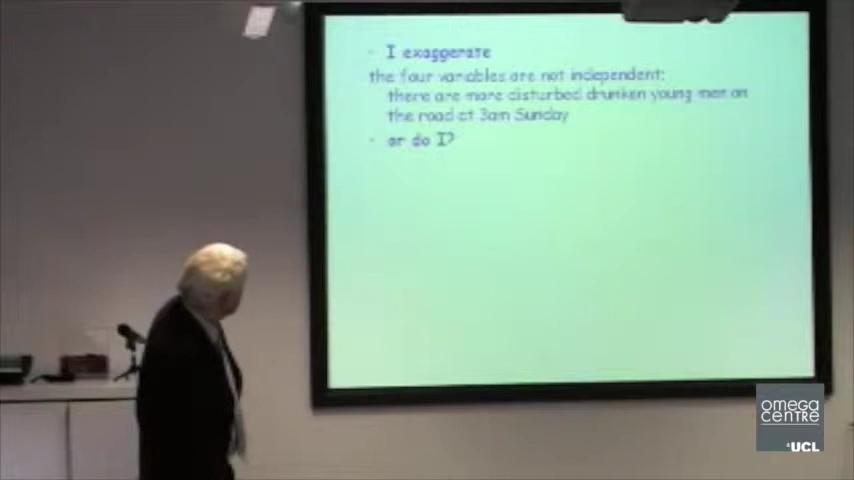 - I exaggerate
the four variables are not independent:
there are more disturbed drunken young men on
the road at 3am Sunday
- or do I?
omega
centre
UCL